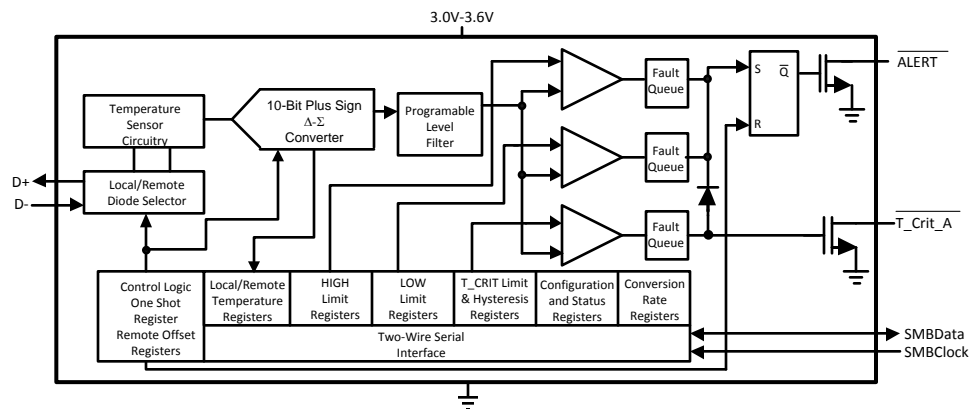 3.0V-3.6V
Temperature
Sensor
Circuitry
10-Bit Plus Sign
Δ-Σ
Converter
Programable
Level
Filter
Fault
Queue
S
Q
R
ALERT
Fault
Queue
D+
D-
Local/Remote
Diode Selector
Fault
Queue
T_Crit_A
Control Logic
One Shot
Register
Remote Offset
Registers
Local/Remote
Temperature
Registers
HIGH
Limit
Registers
LOW
Limit
Registers
T_CRIT Limit
& Hysteresis
Registers
Configuration
and Status
Registers
Conversion
Rate
Registers
Two-Wire Serial
Interface
SMBData
SMBClock